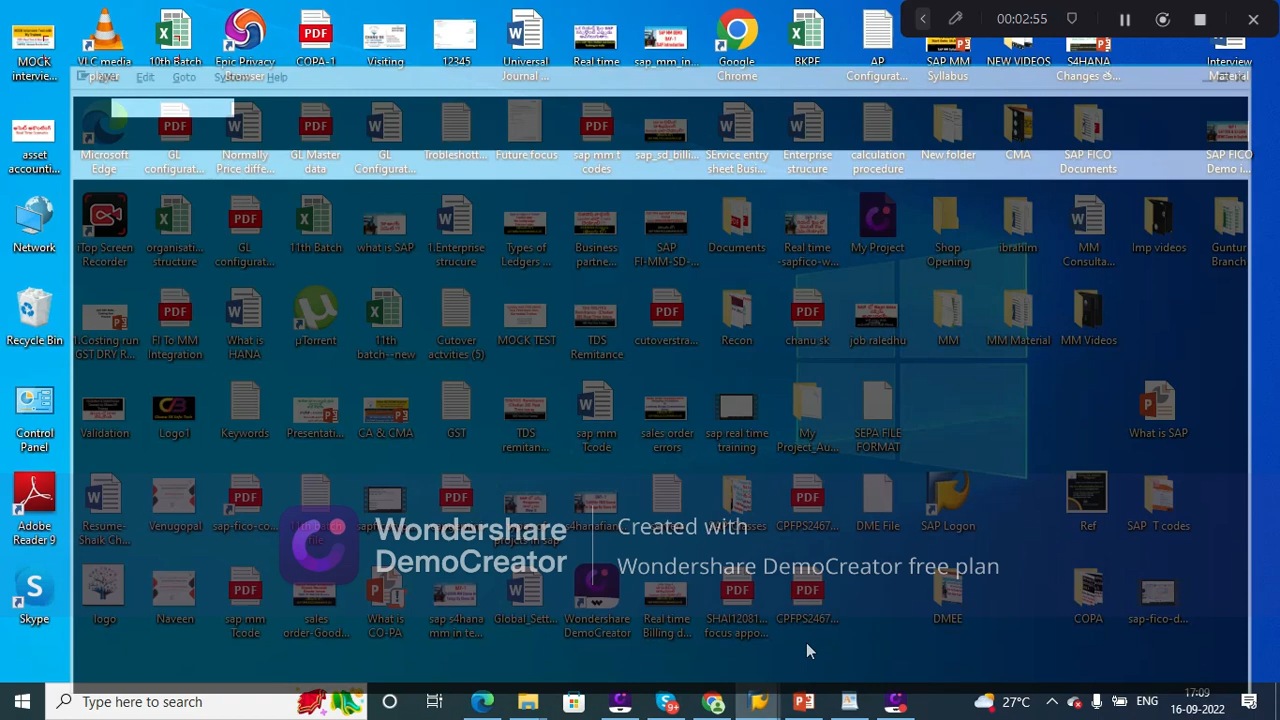 00:02:55
MOCK
intervie...
VLC media
player
10th Batch
Epic Privacy
Browser
COPA-1
Visiting
12345
Universal
Journal ...
Real time
sap_mm_in...
Google
Chrome
BKPE
AP
Configurat...
SAP MM
Syllabus
NEW VIDEOS
S4HANA
Changes ...
Interview
Material
Edit
Goto
Help
asset
accounti...
Microsoft
Edge
GL
configurat...
Normally
Price diffe...
GL Master
data
GL
Configurat...
Trobleshott...
Future focus
sap mm t
codes
sap_sd_billi...
SErvice entry
sheet Busi...
Enterprise
strucure
calculation
procedure
New folder
CMA
SAP FICO
Documents
SAP FICO
Demo i...
Network
iTop Screen
Recorder
organisati...
structure
GL
configurat...
11th Batch
what is SAP
1.Enterprise
strucure
Types of
Ledgers ...
Business
partne...
SAP
FI-MM-SD-...
Documents
Real time
-sapfico-w...
My Project
Shop
Opening
ibrahim
MM
Consulta...
Imp videos
Guntur
Branch
Recycle Bin
1.Costing run
GST DRY R...
FI To MM
Integration
What is
HANA
µTorrent
11th
batch--new
Cutover
actvities (5)
MOCK TEST
TDS
Remitance
cutoverstra...
Recon
chanu sk
job raledhu
MM
MM Material
MM Videos
Control
Panel
Validation
Logo1
Keywords
Presentati...
CA & CMA
GST
TDS
remitan...
sap mm
Tcode
sales order
errors
sap real time
training
My
Project_Au...
SEPA FILE
FORMAT
What is SAP
Adobe
Reader 9
Resume-
Shaik Ch...
Venugopal
sap-fico-co...
CPFPS2467...
DME File
SAP Logon
Ref
SAP T codes
Wondershare
DemoCreator
Created with
Wondershare DemoCreator free plan
Skype
logo
Naveen
sap mm
Tcode
sales
order-Good...
What is
CO-PA
sap s4hana
mm in te...
Global_Sett...
Wondershare
DemoCreator
Real time
Billing d...
SHAI12081...
focus appo...
CPFPS2467...
DMEE
COPA
sap-fico-d...
Type here to search
27°C
ENG
17:09
16-09-2022